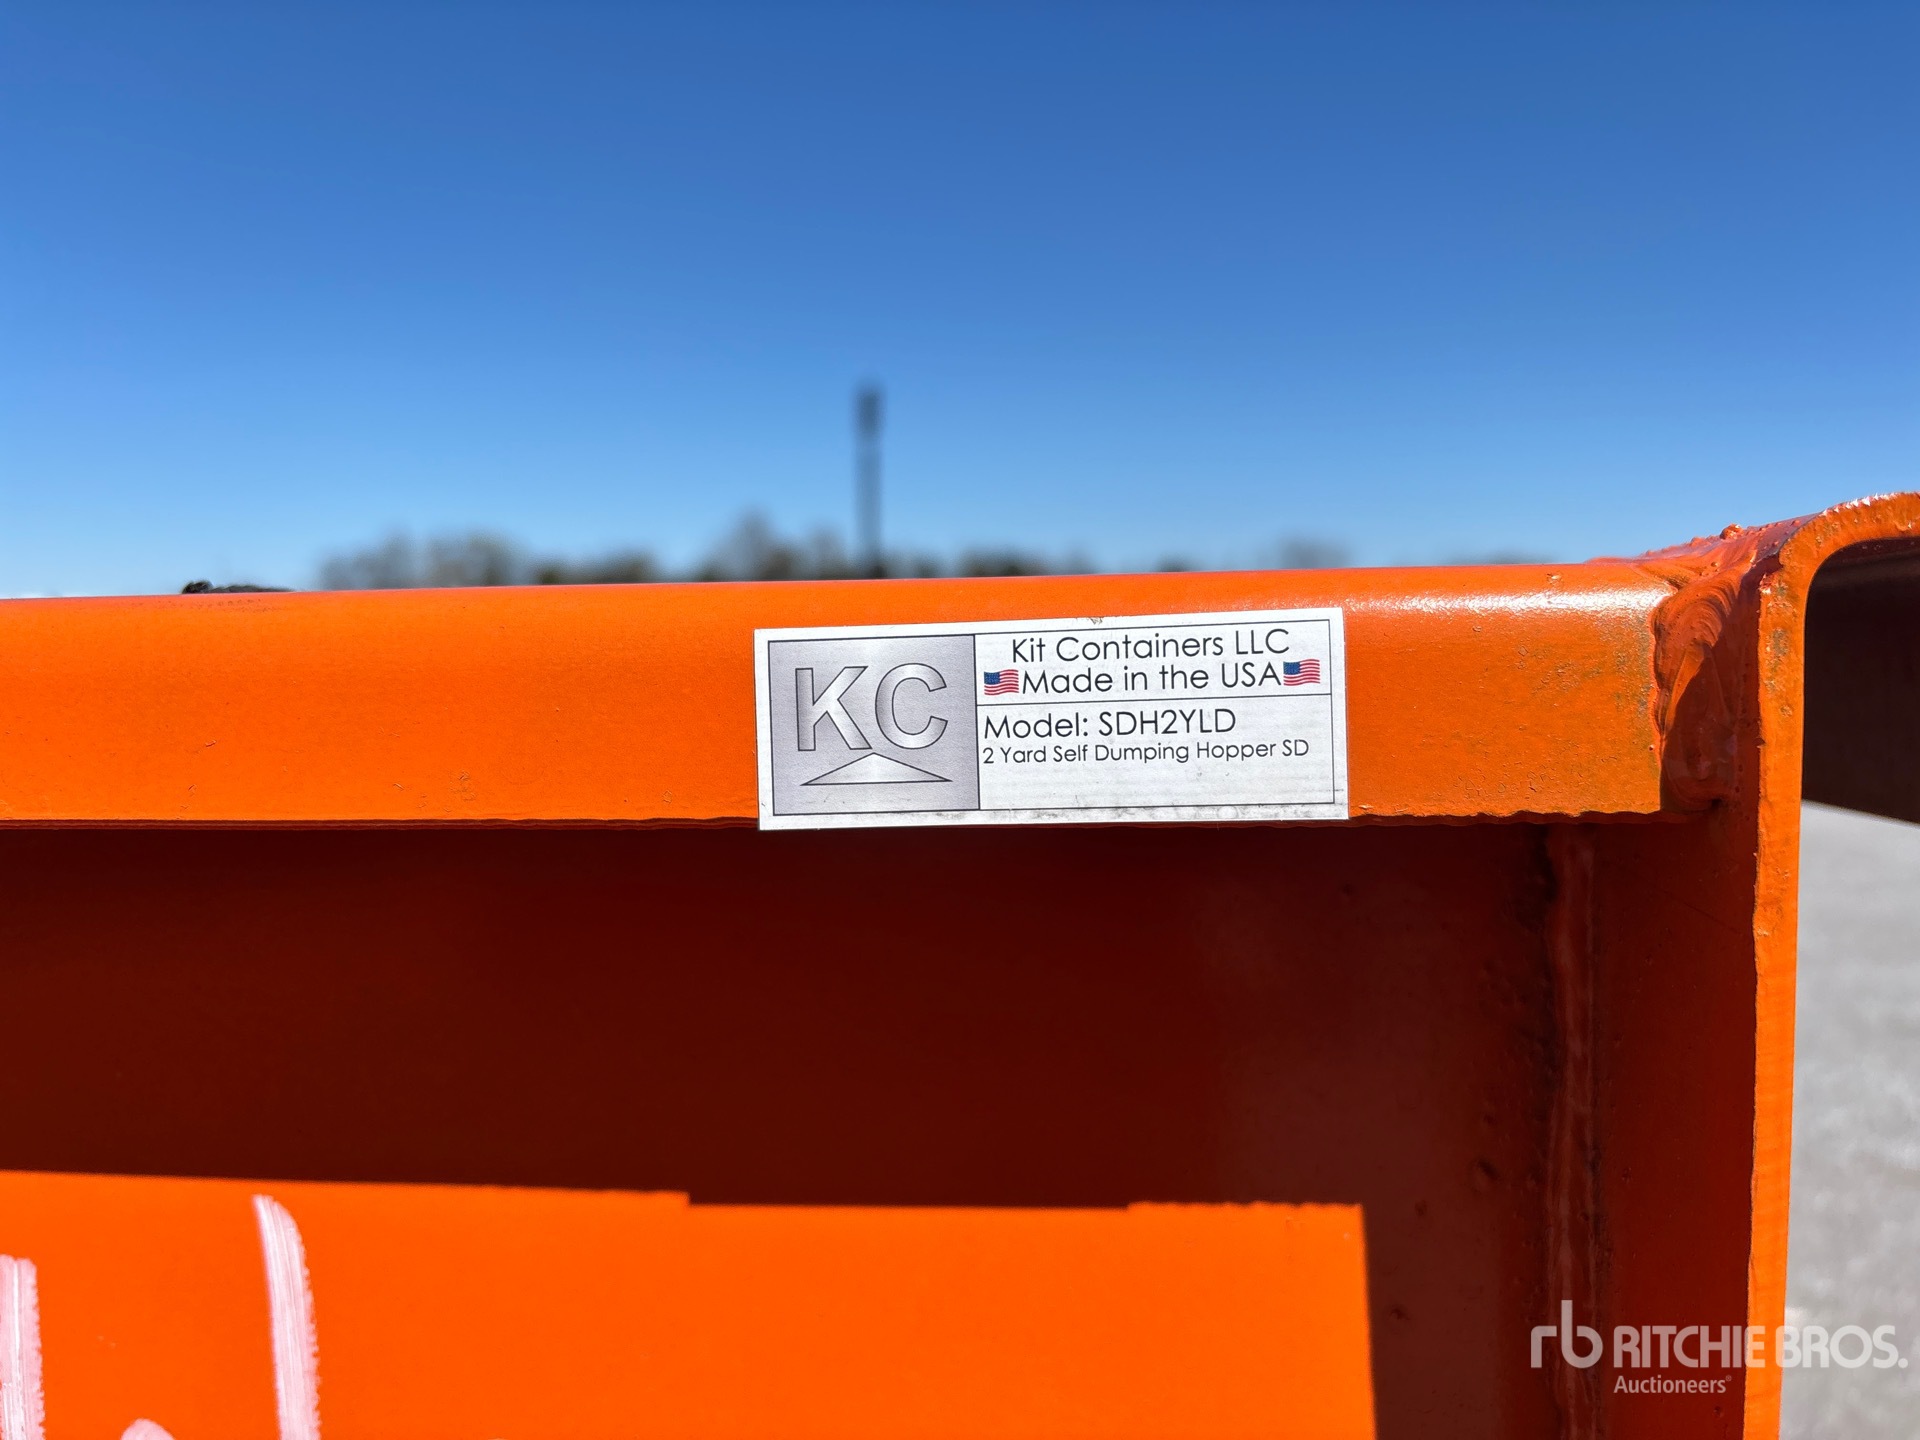 KC
Kit Containers LLC
Made in the USA
Model: SDH2YLD
2 Yard Self Dumping Hopper SD
rb RITCHIE BROS.
Auctioneers®